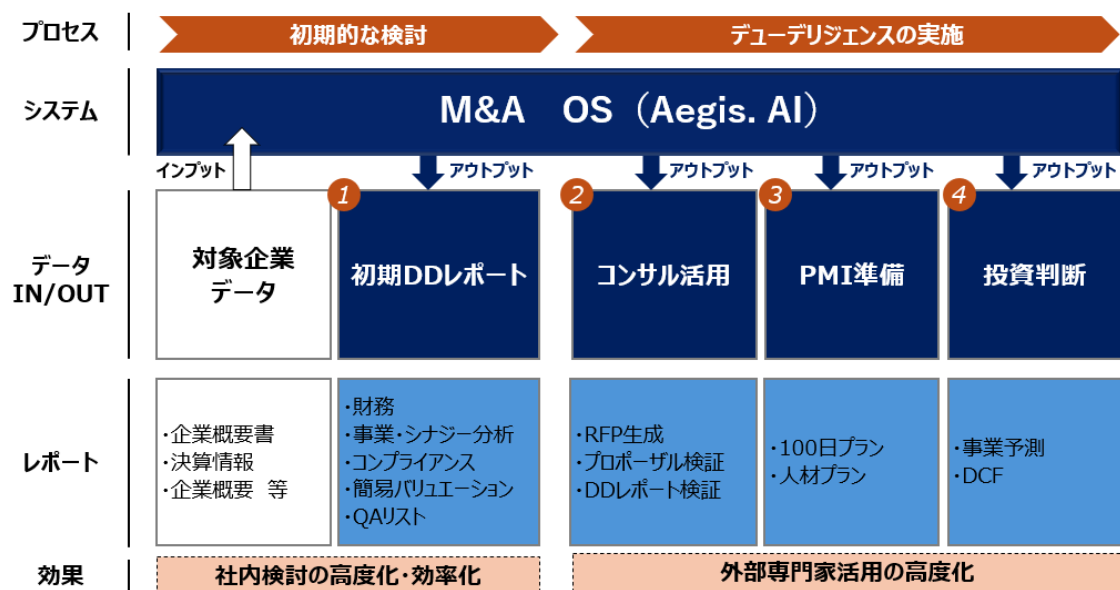 プロセス
初期的な検討
デューデリジェンスの実施
システム
M&A OS（Aegis. AI）
インプット
アウトプット
アウトプット
アウトプット
アウトプット
データ
IN/OUT
対象企業
データ
1
初期DDレポート
2
コンサル活用
3
PMI準備
4
投資判断
レポート
・企業概要書
・決算情報
・企業概要 等
・財務
・事業・シナジー分析
・コンプライアンス
・簡易バリュエーション
・QAリスト
・RFP生成
・プロポーザル検証
・DDレポート検証
・100日プラン
・人材プラン
・事業予測
・DCF
効果
社内検討の高度化・効率化
外部専門家活用の高度化